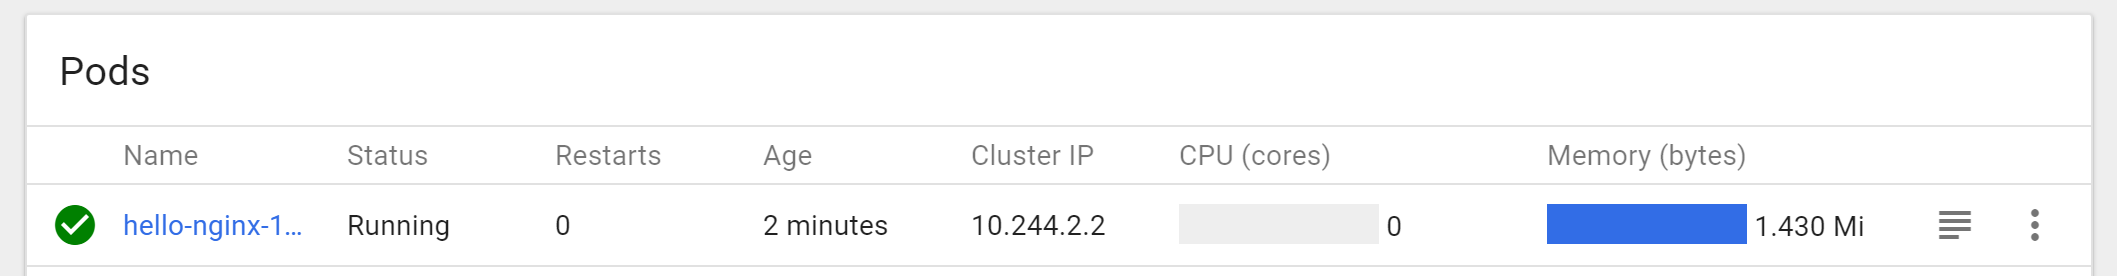 Pods
Name Status Restarts Age Cluster IP CPU (cores) Memory (bytes)
hello-nginx-1... Running 0 2 minutes 10.244.2.2 0 1.430 Mi